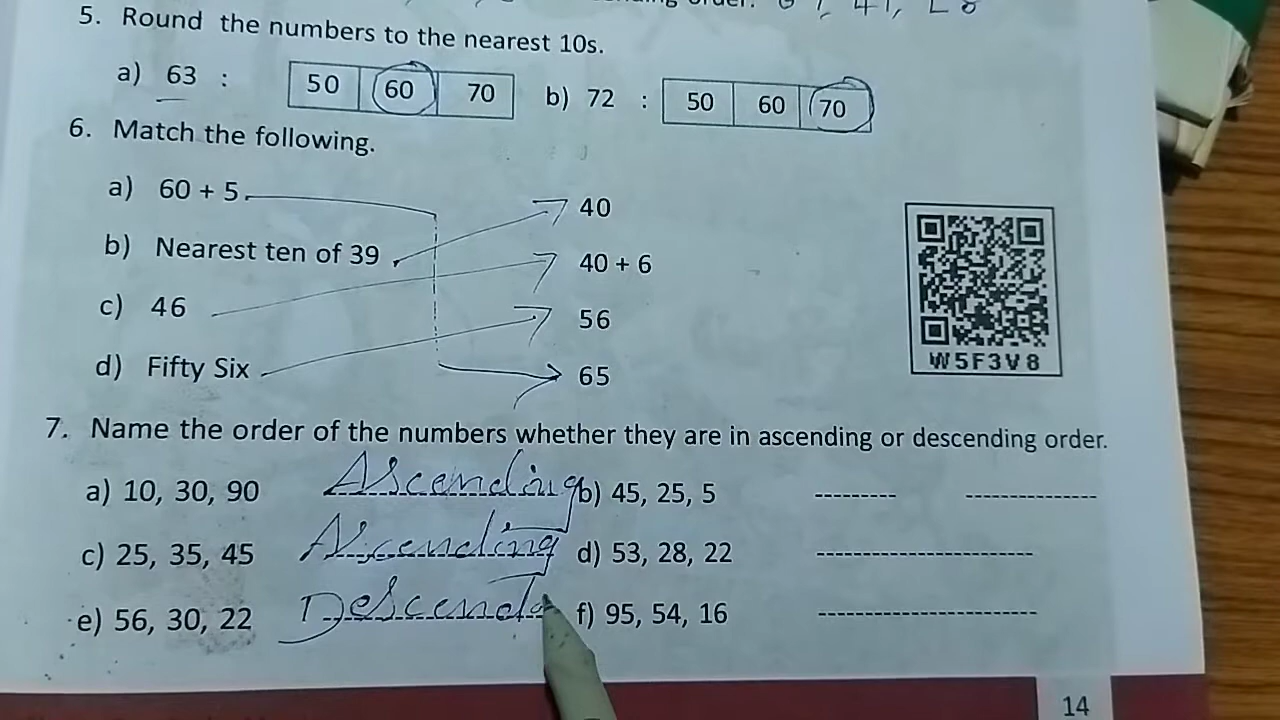 order. 41,
5. Round the numbers to the nearest 10s.
a) 63 : 50 60 70 b) 72 : 50 60 70
6. Match the following.
a) 60 + 5 40
b) Nearest ten of 39 40 + 6
c) 46 56
d) Fifty Six 65
W5F3V8
7. Name the order of the numbers whether they are in ascending or descending order.
a) 10, 30, 90 Ascending b) 45, 25, 5
c) 25, 35, 45 Ascending d) 53, 28, 22
e) 56, 30, 22 Descend f) 95, 54, 16
14